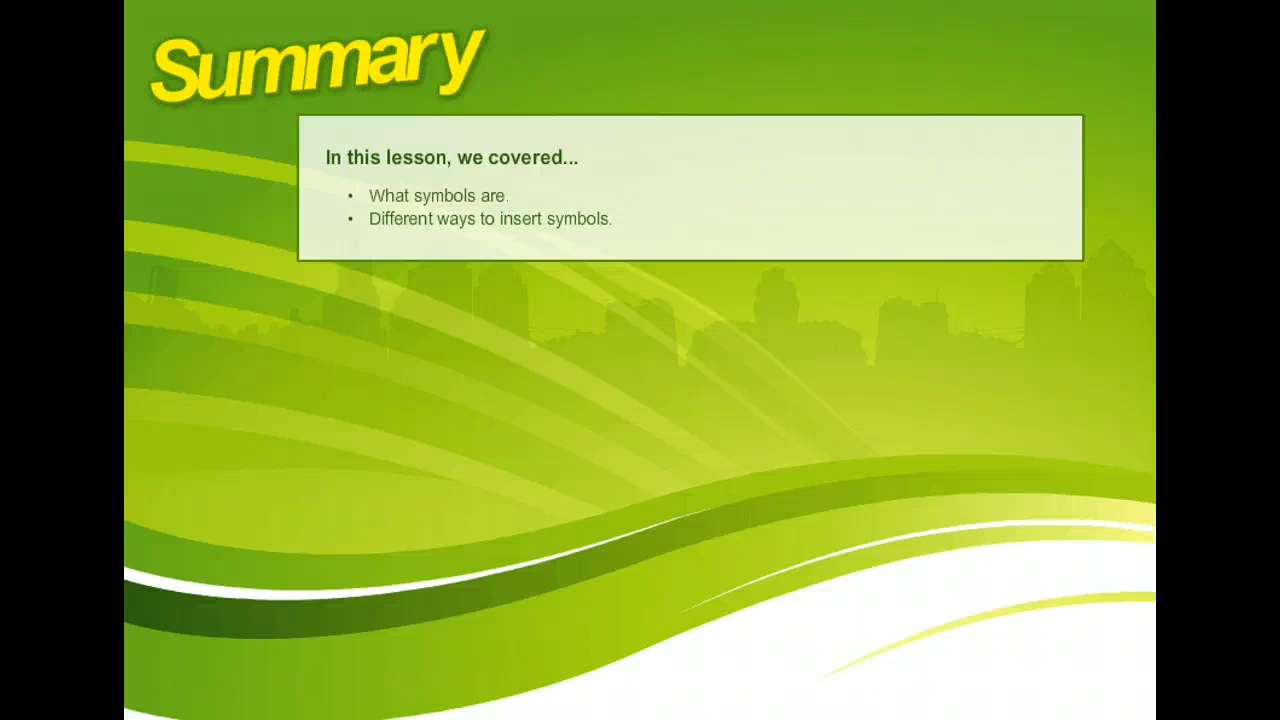 Summary
In this lesson, we covered...
• What symbols are.
• Different ways to insert symbols.